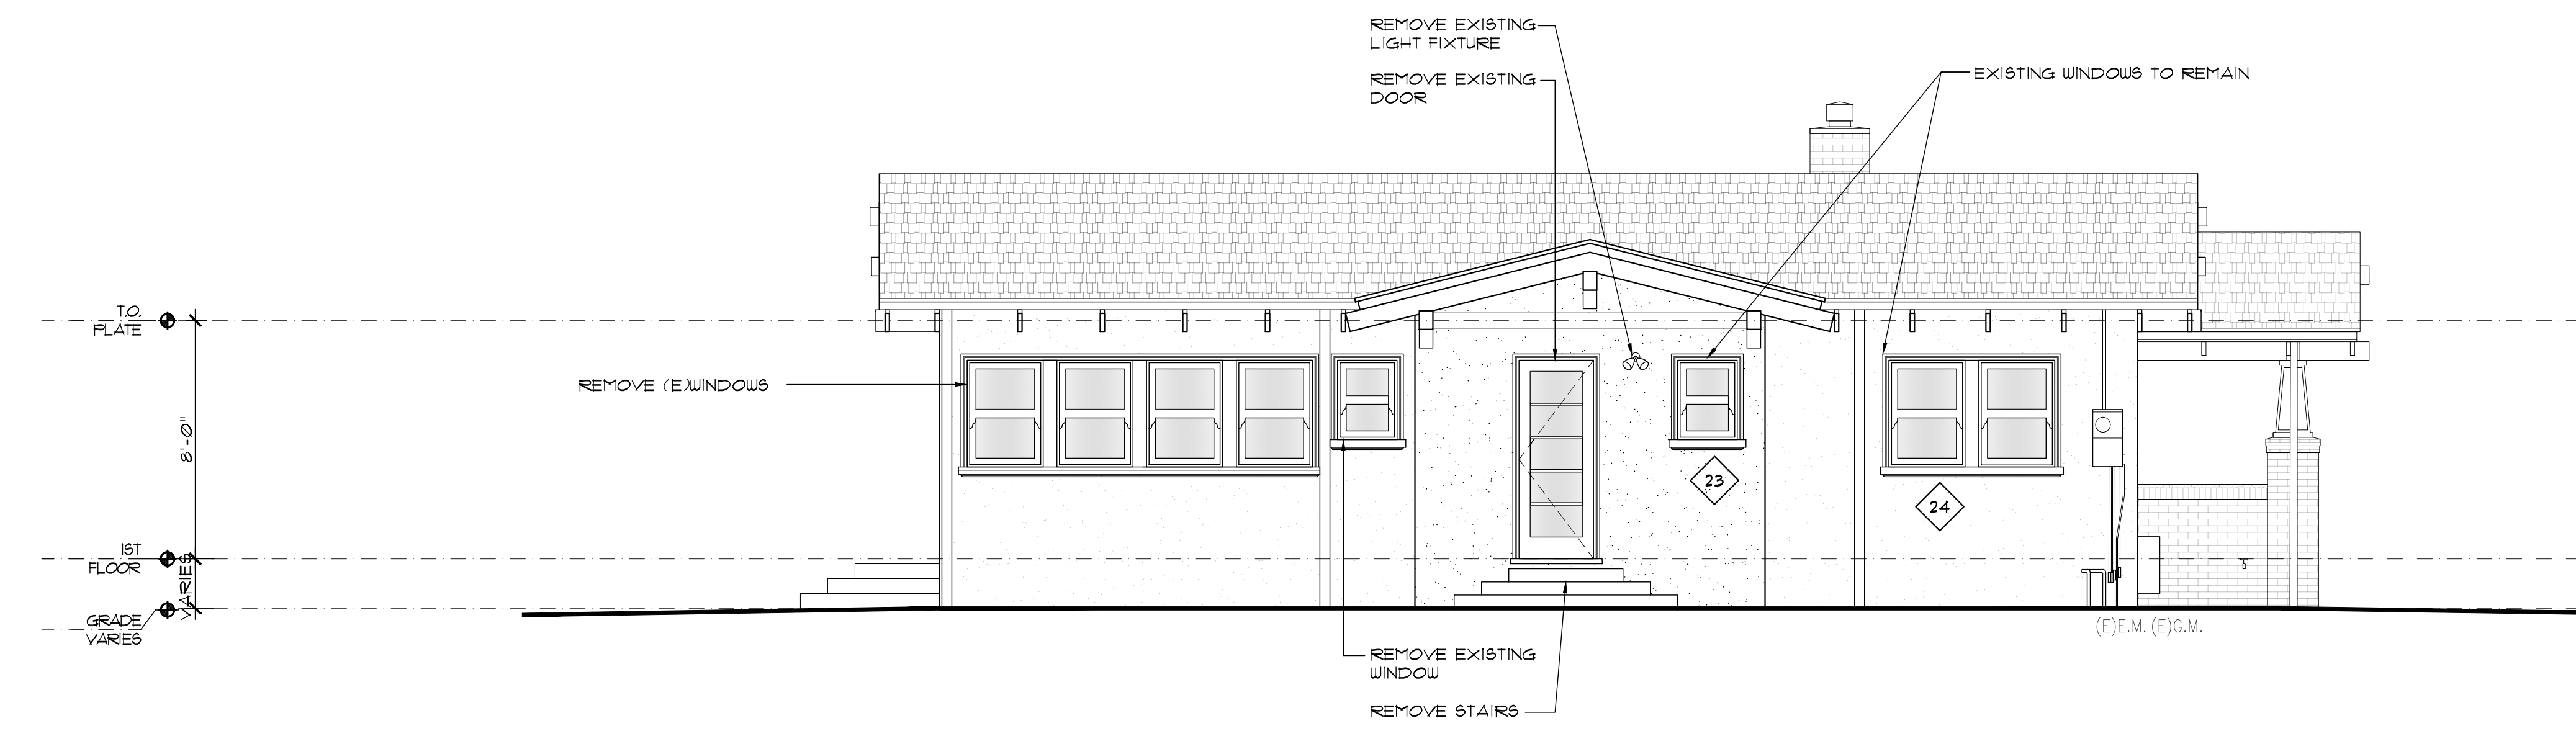 REMOVE EXISTING
LIGHT FIXTURE
REMOVE EXISTING
DOOR
EXISTING WINDOWS TO REMAIN
T.O.
PLATE
REMOVE (E)WINDOWS
8'-0"
23
24
1ST
FLOOR
VARIES
GRADE
VARIES
(E)E.M. (E)G.M.
REMOVE EXISTING
WINDOW
REMOVE STAIRS